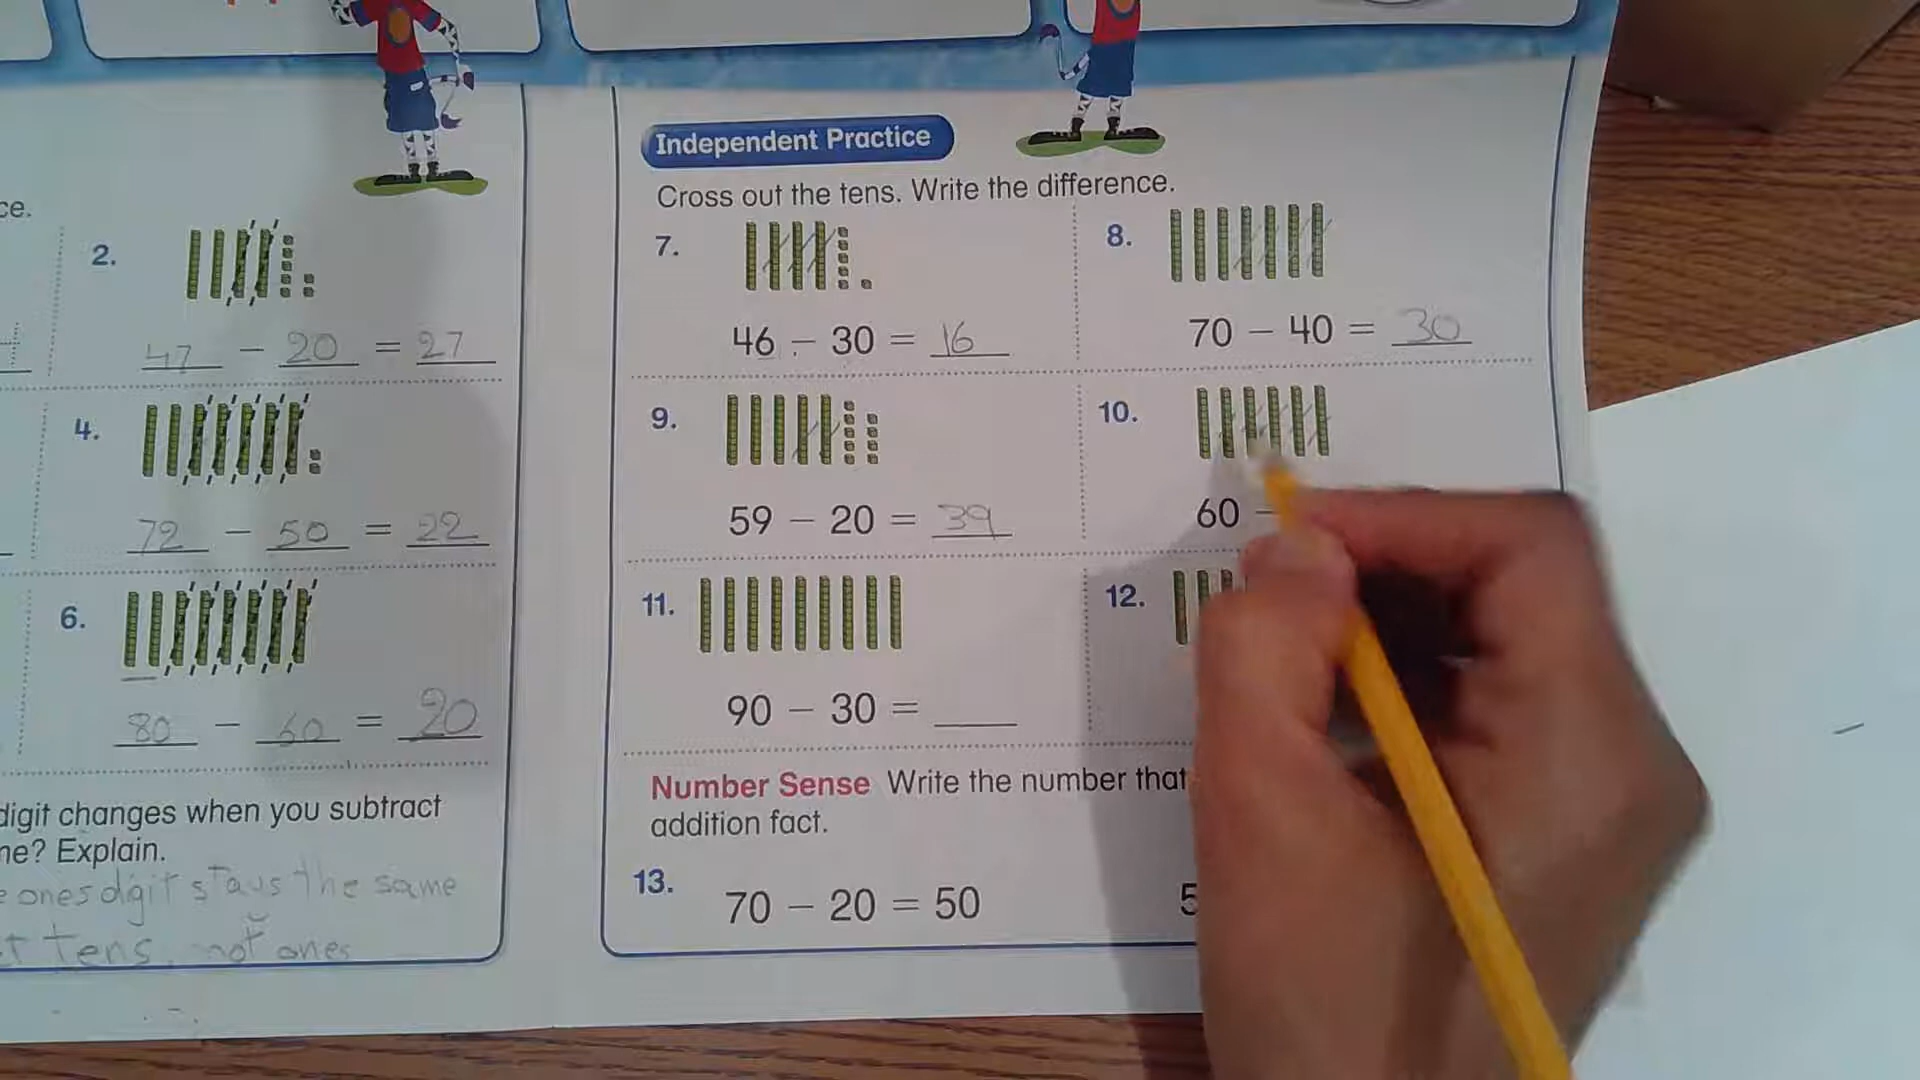 ce.
2.
47 - 20 = 27
4.
72 - 50 = 22
6.
80 - 60 = 20
digit changes when you subtract
ne? Explain.
e ones digit stays the same
tens, not ones
Independent Practice
Cross out the tens. Write the difference.
7.
46 - 30 = 16
8.
70 - 40 = 30
9.
59 - 20 = 39
10.
60 -
11.
90 - 30 = ____
12.
Number Sense Write the number that
addition fact.
13.
70 - 20 = 50
5